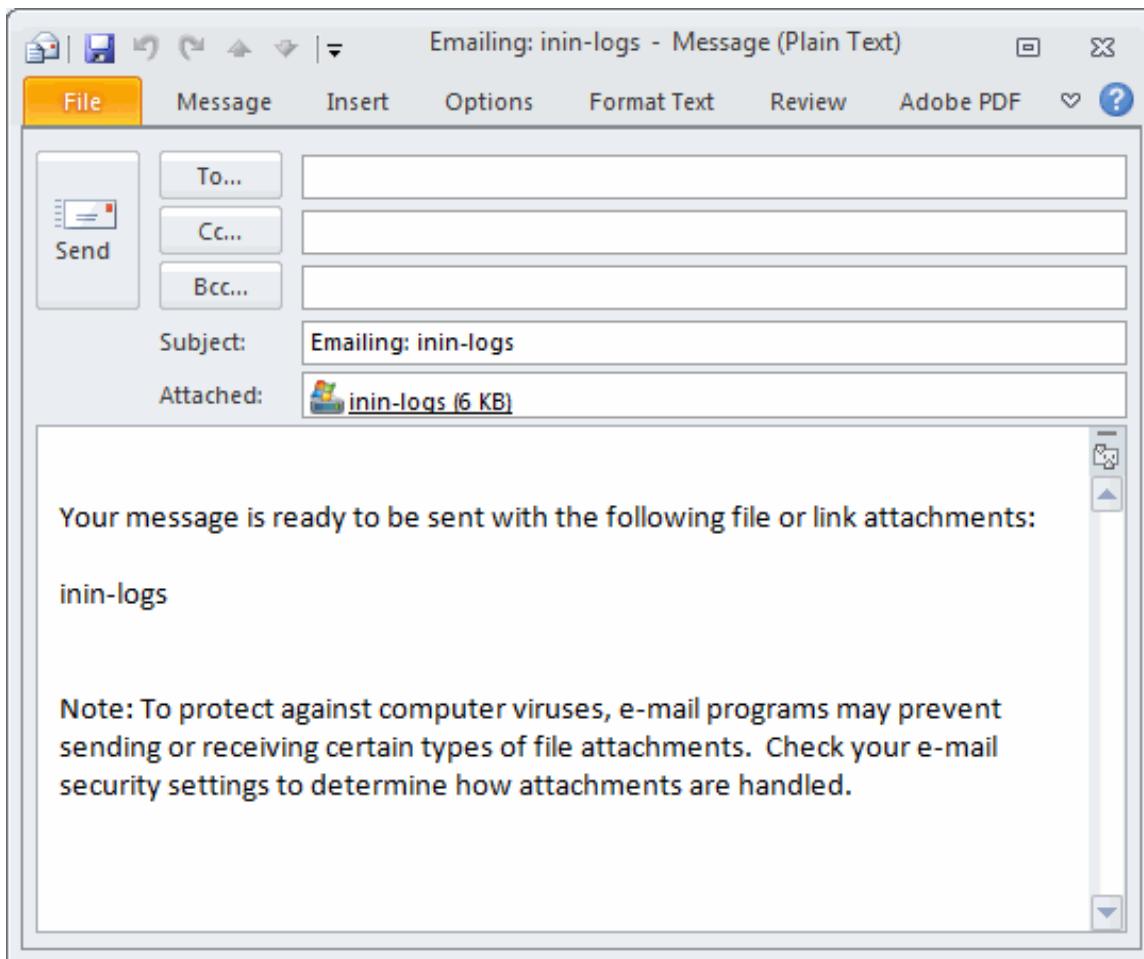 Emailing: inin-logs - Message (Plain Text)
File Message Insert Options Format Text Review Adobe PDF ?
To...
Cc...
Send
Bcc...
Subject: Emailing: inin-logs
Attached: inin-logs (6 KB)
Your message is ready to be sent with the following file or link attachments:
inin-logs
Note: To protect against computer viruses, e-mail programs may prevent
sending or receiving certain types of file attachments.  Check your e-mail
security settings to determine how attachments are handled.